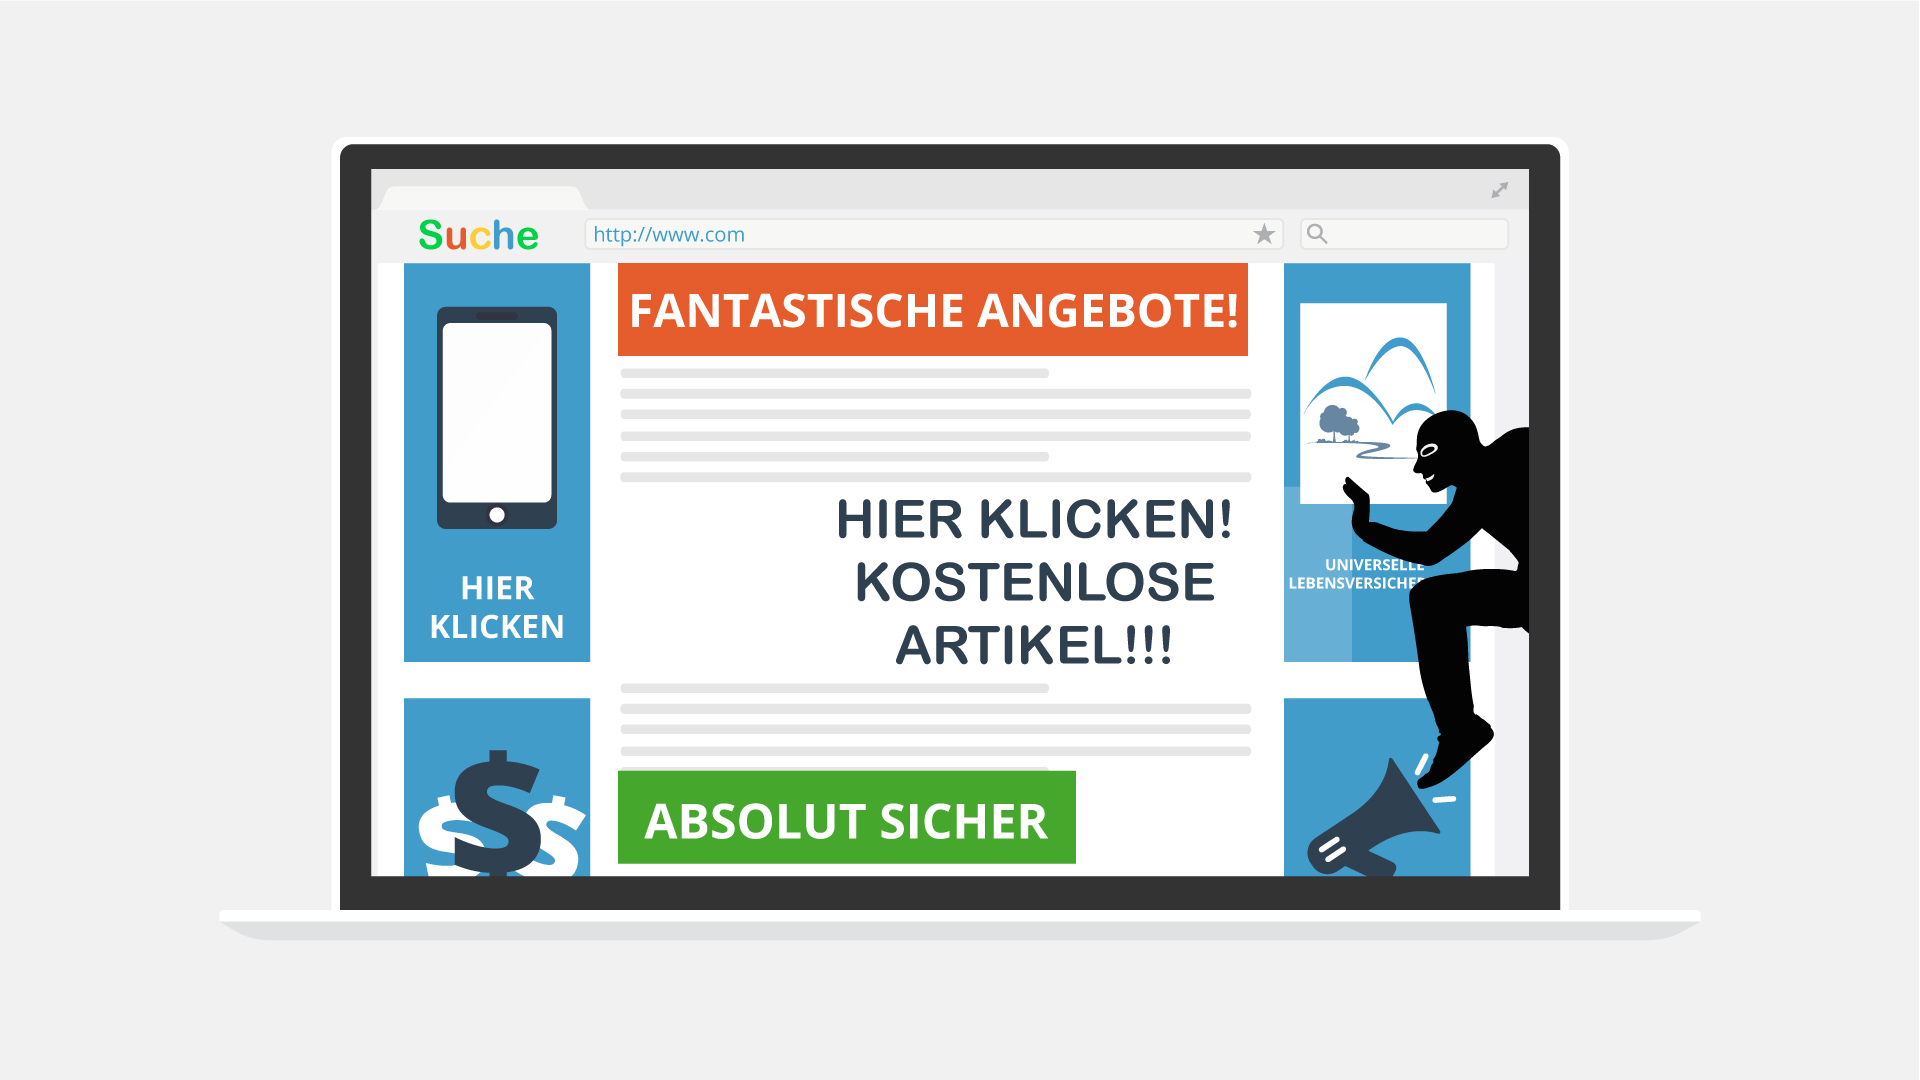 Suche
http://www.com
FANTASTISCHE ANGEBOTE!
HIER
KLICKEN
HIER KLICKEN!
KOSTENLOSE
ARTIKEL!!!
UNIVERSELLE
ABSOLUT SICHER
$
$
$